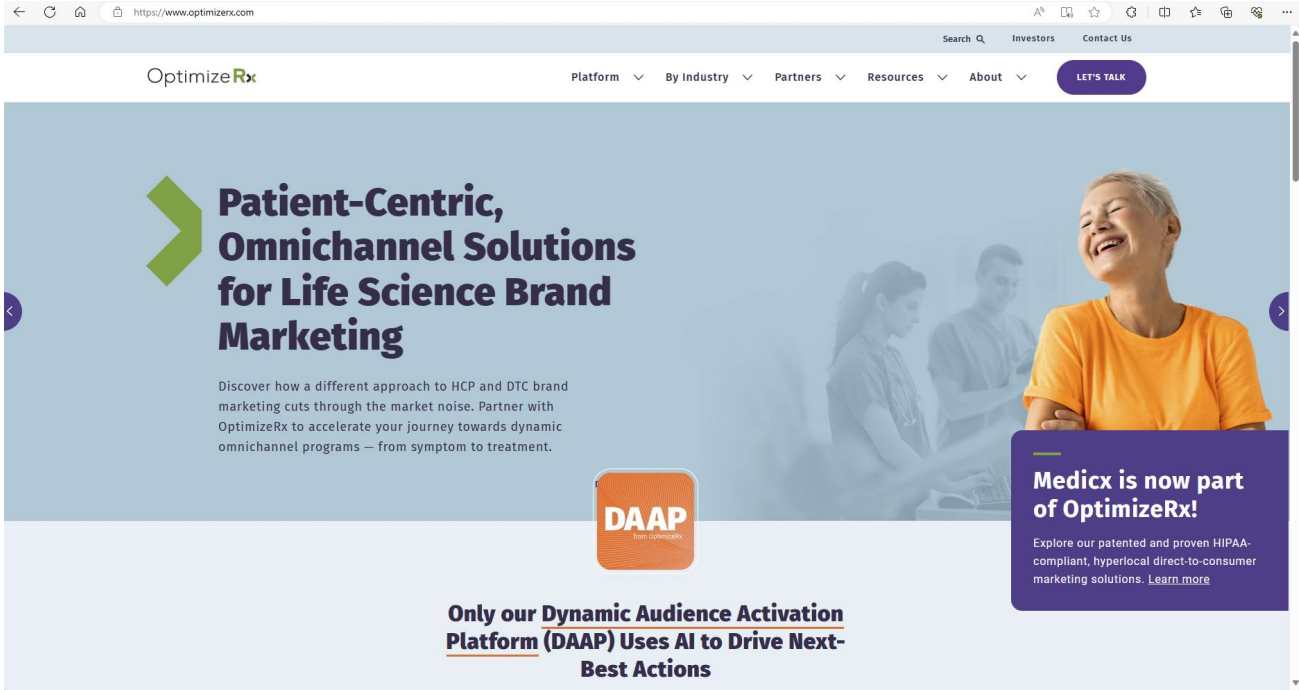 https://www.optimizerx.com
Search Investors Contact Us
OptimizeRx
Platform By Industry Partners Resources About LET'S TALK
Patient-Centric,
Omnichannel Solutions
for Life Science Brand
Marketing
Discover how a different approach to HCP and DTC brand
marketing cuts through the market noise. Partner with
OptimizeRx to accelerate your journey towards dynamic
omnichannel programs — from symptom to treatment.
DAAP
from OptimizeRx
Medicx is now part
of OptimizeRx!
Explore our patented and proven HIPAA-
compliant, hyperlocal direct-to-consumer
marketing solutions. Learn more
Only our Dynamic Audience Activation
Platform (DAAP) Uses AI to Drive Next-
Best Actions